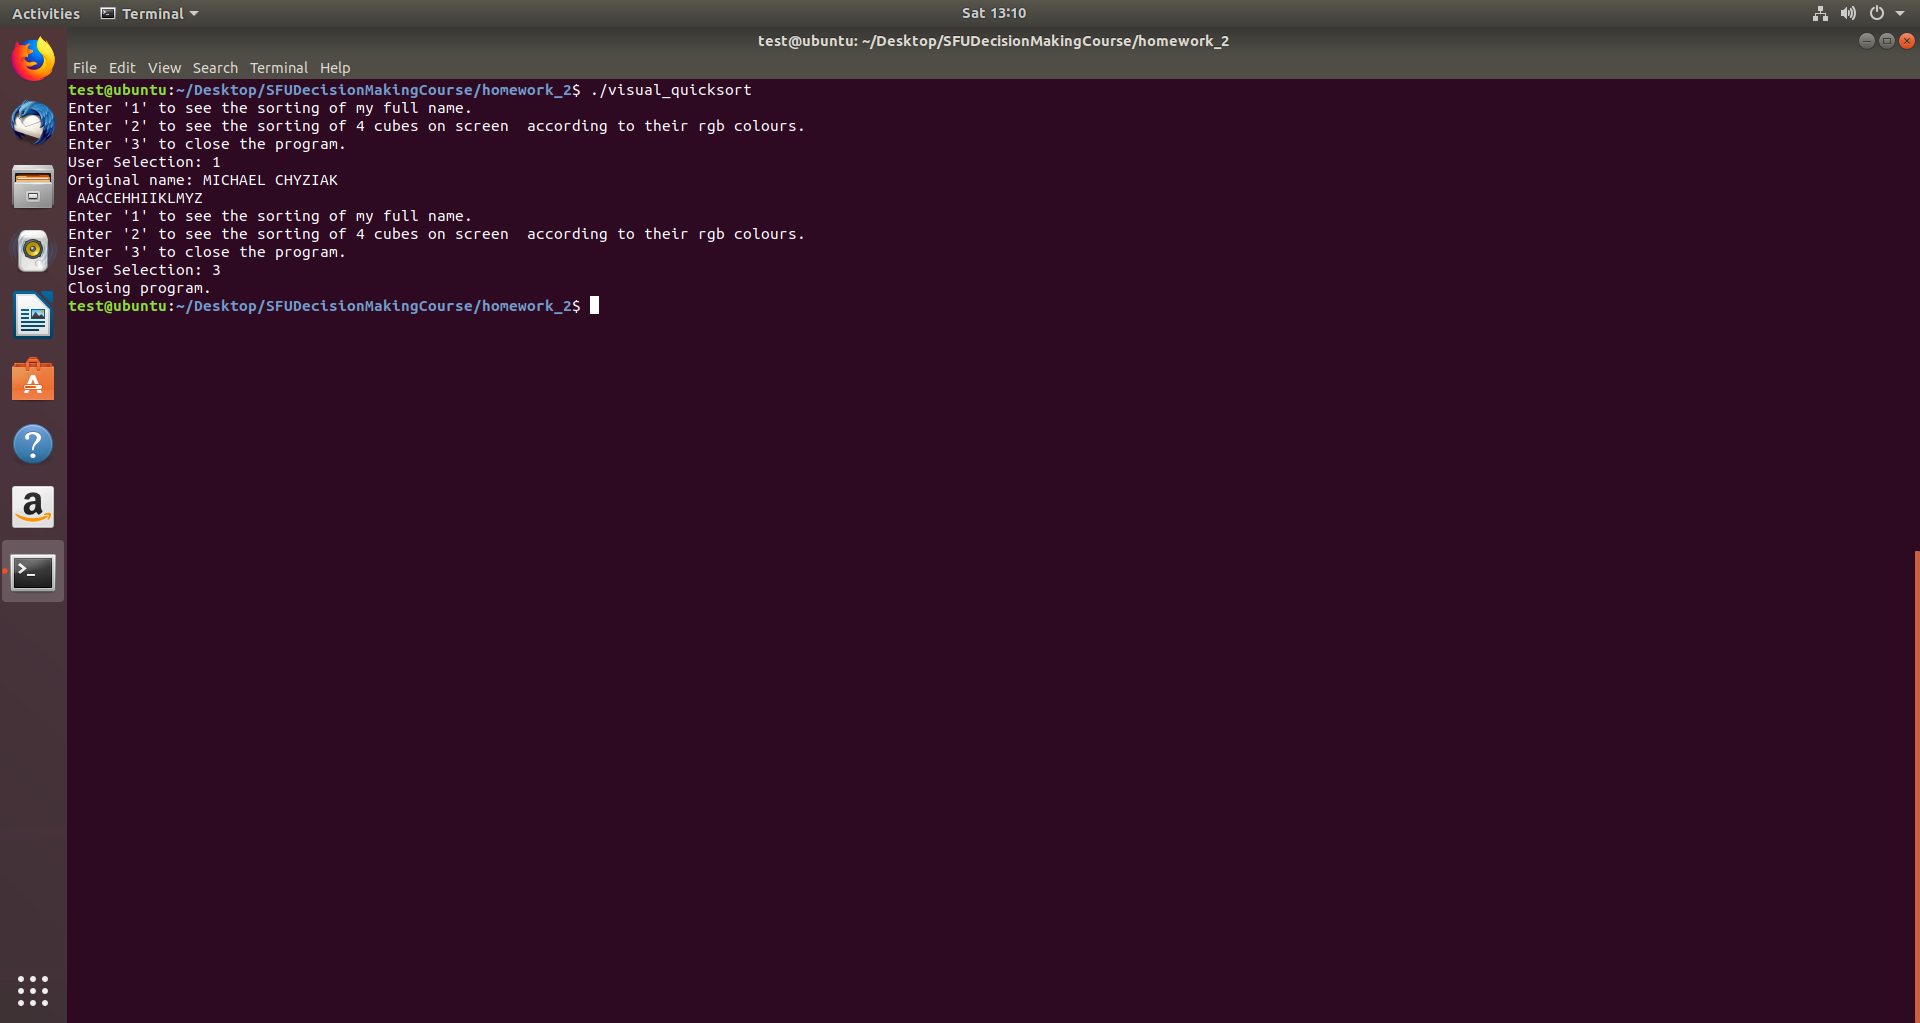 Activities Terminal Sat 13:10
test@ubuntu: ~/Desktop/SFUDecisionMakingCourse/homework_2
File Edit View Search Terminal Help
test@ubuntu:~/Desktop/SFUDecisionMakingCourse/homework_2$ ./visual_quicksort
Enter '1' to see the sorting of my full name.
Enter '2' to see the sorting of 4 cubes on screen  according to their rgb colours.
Enter '3' to close the program.
User Selection: 1
Original name: MICHAEL CHYZIAK
 AACCEHHIIKLMYZ
Enter '1' to see the sorting of my full name.
Enter '2' to see the sorting of 4 cubes on screen  according to their rgb colours.
Enter '3' to close the program.
User Selection: 3
Closing program.
test@ubuntu:~/Desktop/SFUDecisionMakingCourse/homework_2$